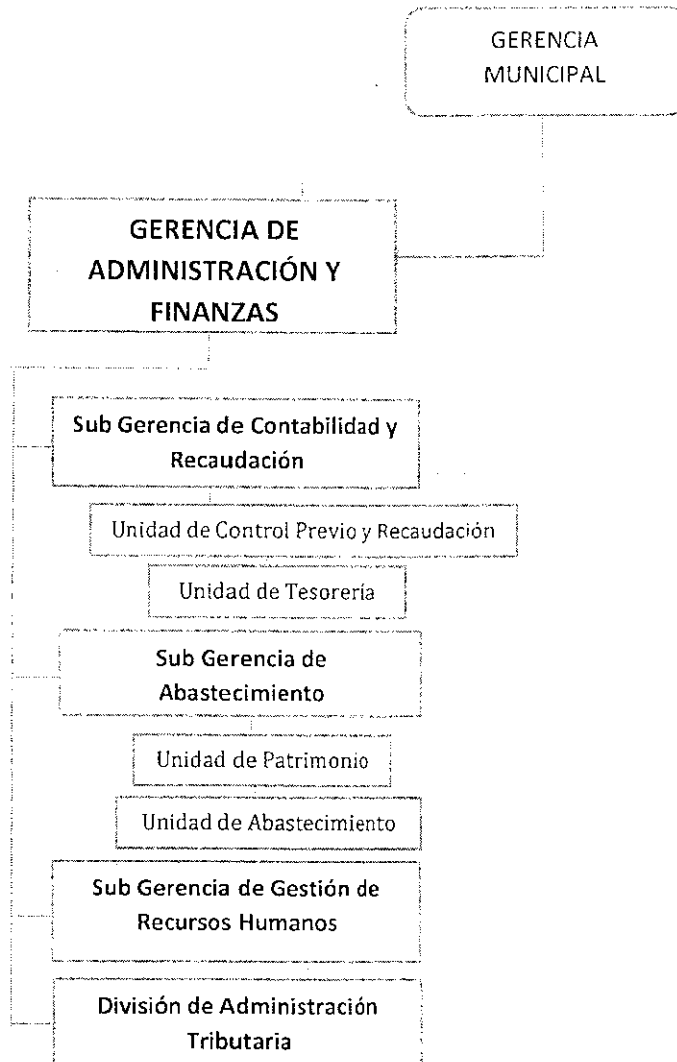 GERENCIA
MUNICIPAL
GERENCIA DE
ADMINISTRACIÓN Y
FINANZAS
Sub Gerencia de Contabilidad y
Recaudación
Unidad de Control Previo y Recaudación
Unidad de Tesorería
Sub Gerencia de
Abastecimiento
Unidad de Patrimonio
Unidad de Abastecimiento
Sub Gerencia de Gestión de
Recursos Humanos
División de Administración
Tributaria